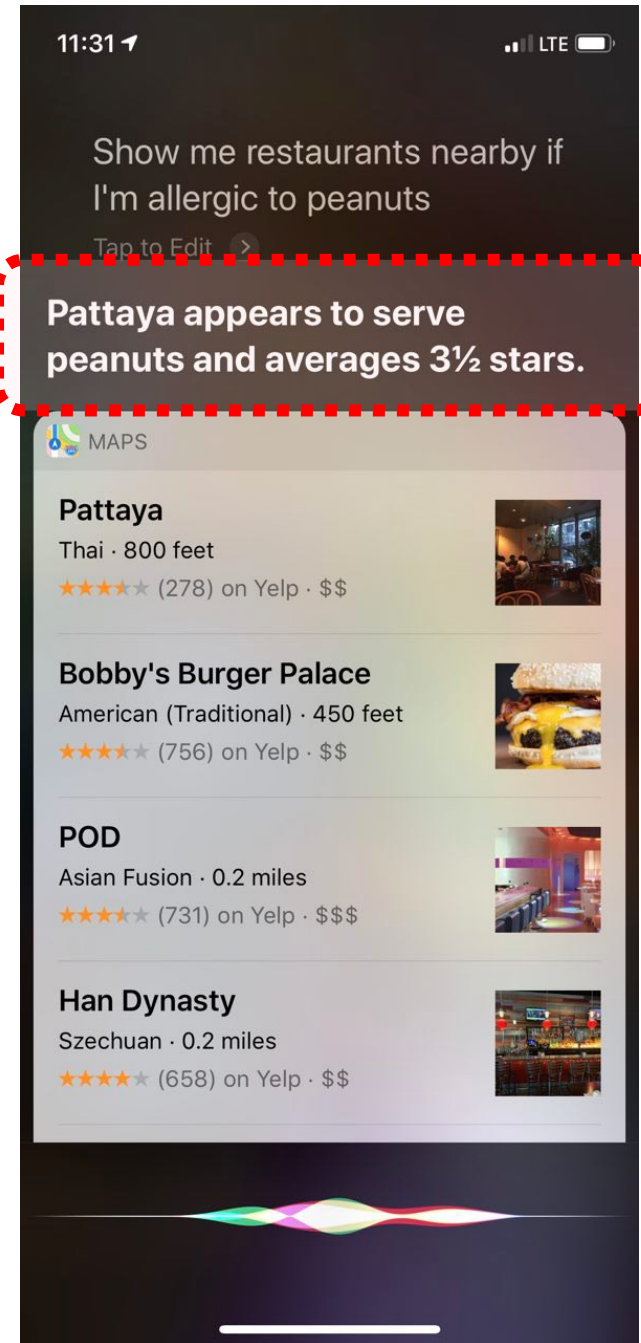 11:31 LTE
Show me restaurants nearby if
I'm allergic to peanuts
Tap to Edit >
Pattaya appears to serve
peanuts and averages 3½ stars.
MAPS
Pattaya
Thai · 800 feet
★★★★★ (278) on Yelp · $$
Bobby's Burger Palace
American (Traditional) · 450 feet
★★★★★ (756) on Yelp · $$
POD
Asian Fusion · 0.2 miles
★★★★★ (731) on Yelp · $$$
Han Dynasty
Szechuan · 0.2 miles
★★★★★ (658) on Yelp · $$